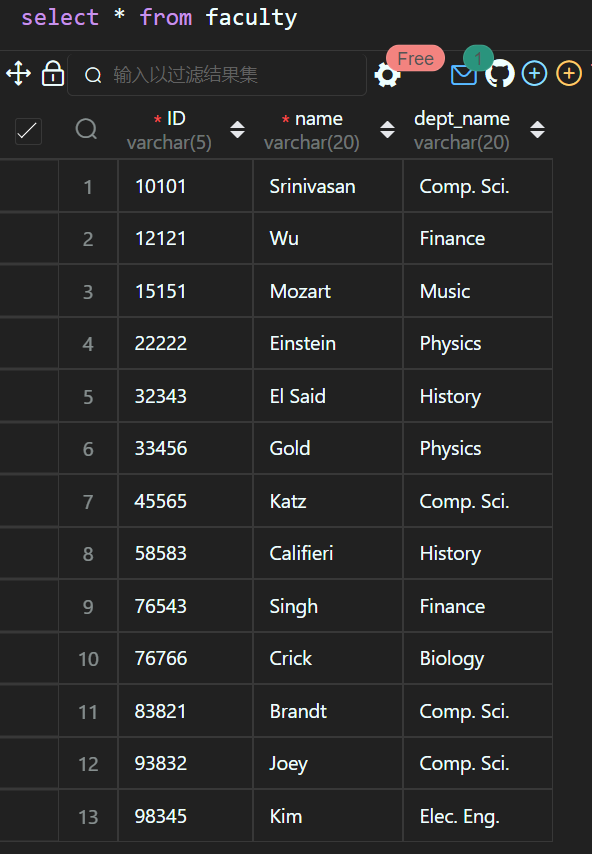 select * from faculty
输入以过滤结果集 Free 1
* ID * name dept_name
varchar(5) varchar(20) varchar(20)
1 10101 Srinivasan Comp. Sci.
2 12121 Wu Finance
3 15151 Mozart Music
4 22222 Einstein Physics
5 32343 El Said History
6 33456 Gold Physics
7 45565 Katz Comp. Sci.
8 58583 Califieri History
9 76543 Singh Finance
10 76766 Crick Biology
11 83821 Brandt Comp. Sci.
12 93832 Joey Comp. Sci.
13 98345 Kim Elec. Eng.